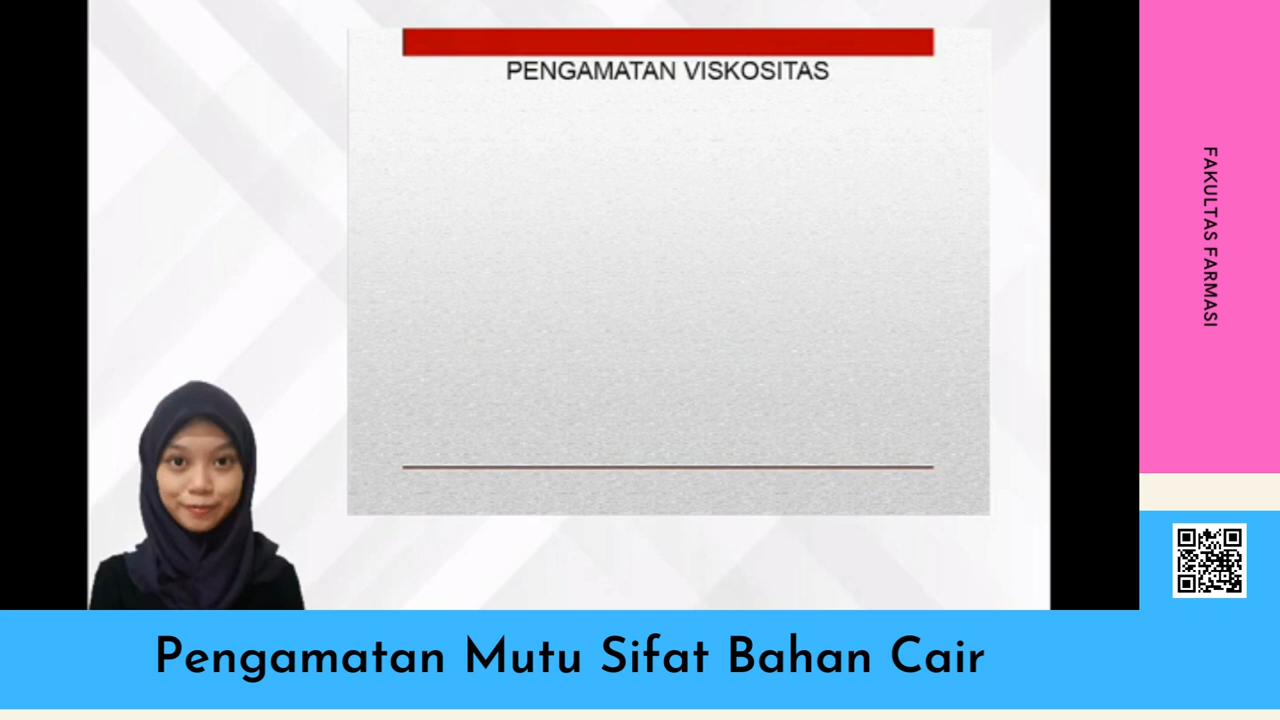 PENGAMATAN VISKOSITAS
FAKULTAS FARMASI
Pengamatan Mutu Sifat Bahan Cair